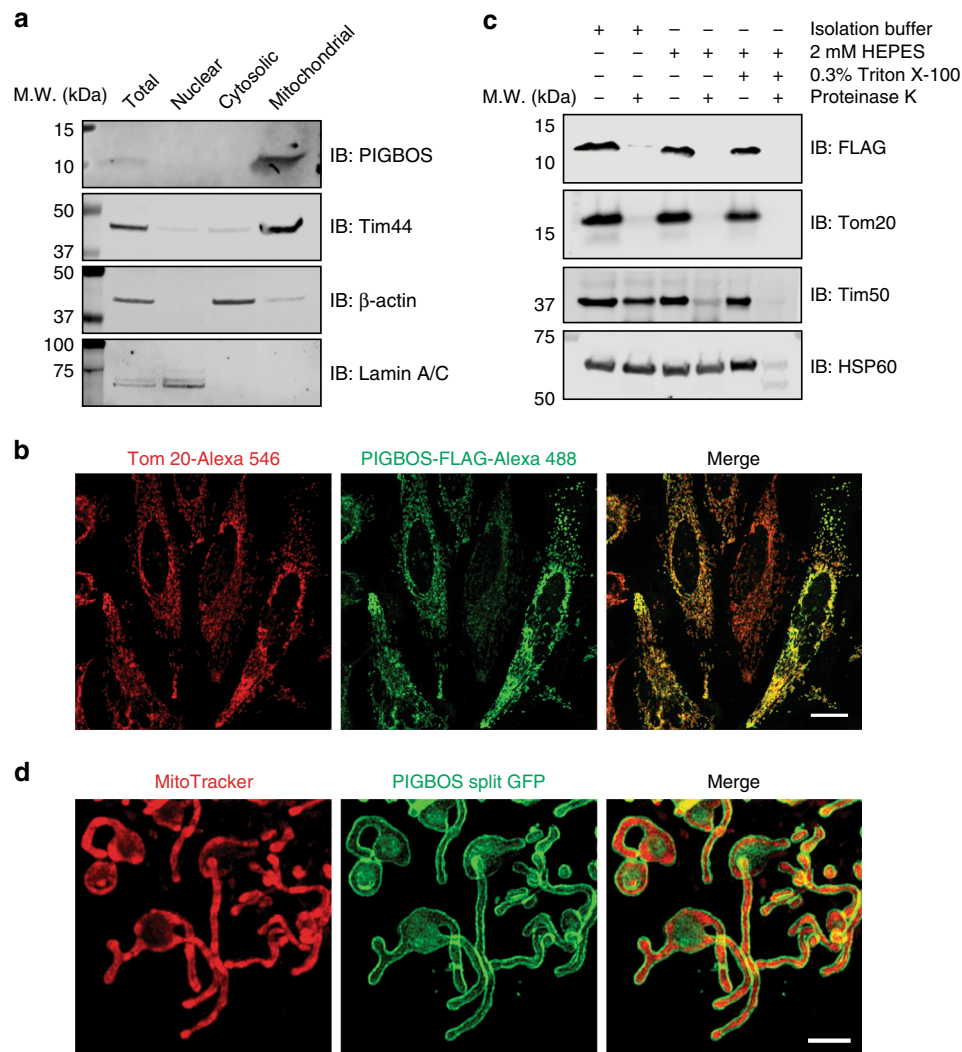 a
M.W. (kDa)
Total
Nuclear
Cytosolic
Mitochondrial
15
10
IB: PIGBOS
50
37
IB: Tim44
50
37
IB: β-actin
100
75
IB: Lamin A/C
c
+ + – – – – Isolation buffer
– – + + + + 2 mM HEPES
– – – – + + 0.3% Triton X-100
M.W. (kDa) – + – + – + Proteinase K
15
10
IB: FLAG
15
IB: Tom20
37
IB: Tim50
75
50
IB: HSP60
b
Tom 20-Alexa 546
PIGBOS-FLAG-Alexa 488
Merge
d
MitoTracker
PIGBOS split GFP
Merge